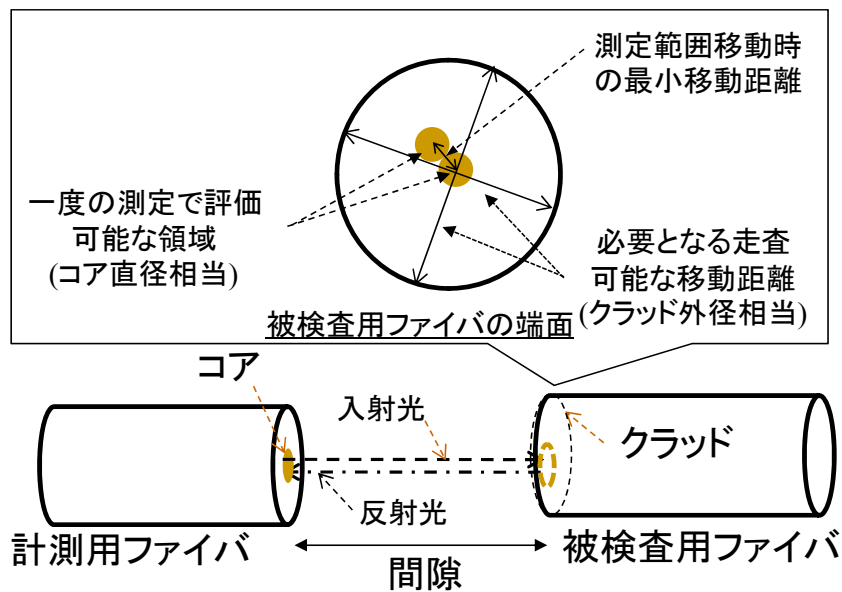 測定範囲移動時
の最小移動距離
一度の測定で評価
可能な領域
(コア直径相当)
必要となる走査
可能な移動距離
(クラッド外径相当)
被検査用ファイバの端面
コア
入射光
クラッド
反射光
計測用ファイバ
被検査用ファイバ
間隙